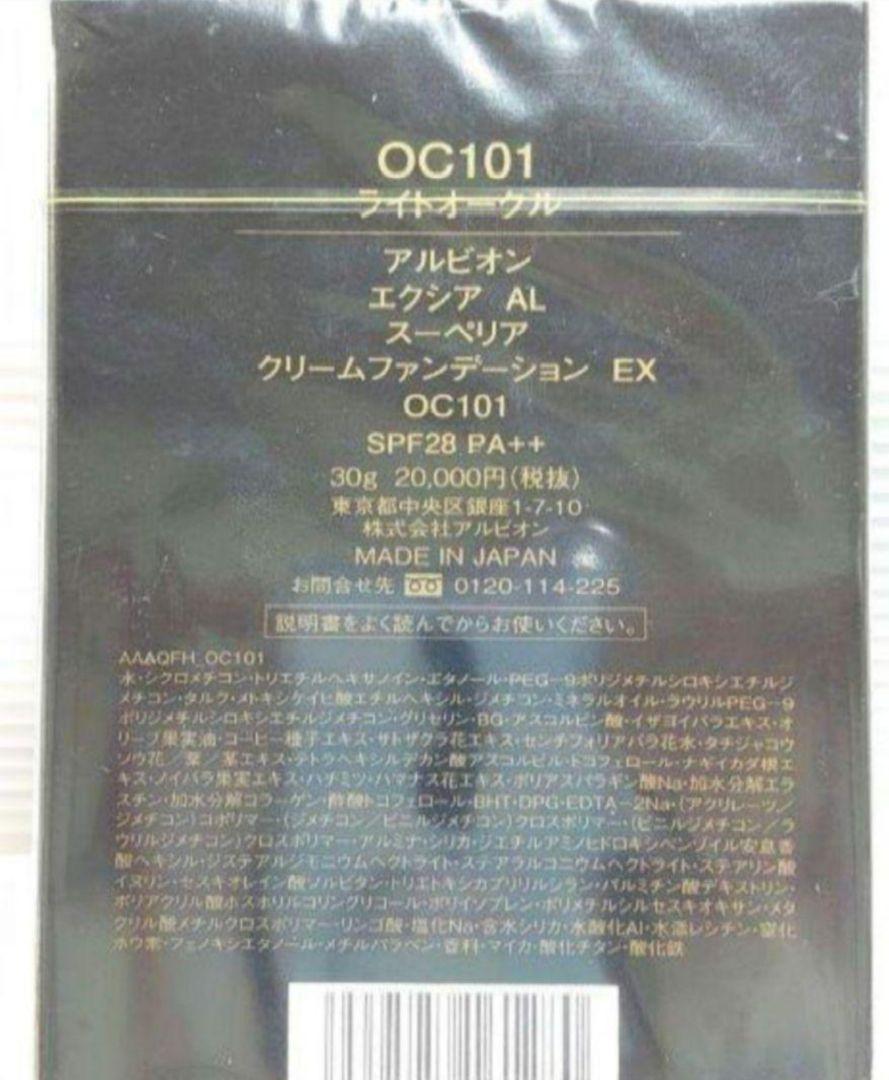 OC101
ライトオークル
アルビオン
エクシア AL
スーペリア
クリームファンデーション EX
OC101
SPF28 PA++
30g 20,000円(税抜)
東京都中央区銀座1-7-10
株式会社アルビオン
MADE IN JAPAN
お問合せ先 0120-114-225
説明書をよく読んでからお使いください。
AAAQFH_OC101
水・シクロメチコン・トリエチルヘキサノイン・エタノール・PEG-9ポリジメチルシロキシエチルジ
メチコン・タルク・メトキシケイヒ酸エチルヘキシル・ジメチコン・ミネラルオイル・ラウリルPEG-9
ポリジメチルシロキシエチルジメチコン・グリセリン・BG・アスコルビン酸・イザヨイバラエキス・オ
リーブ果実油・コーヒー種子エキス・サトザクラ花エキス・センチフォリアバラ花水・タチジャコウ
ソウ花/葉/茎エキス・テトラヘキシルデカン酸アスコルビル・トコフェロール・ナギイカダ根エ
キス・ノイバラ果実エキス・ハチミツ・ハマナス花エキス・ポリアスパラギン酸Na・加水分解エラ
スチン・加水分解コラーゲン・酢酸トコフェロール・BHT・DPG・EDTA-2Na・(アクリレーツ/
ジメチコン)コポリマー・(ジメチコン/ビニルジメチコン)クロスポリマー・(ビニルジメチコン/ラ
ウリルジメチコン)クロスポリマー・アルミナ・シリカ・ジエチルアミノヒドロキシベンゾイル安息香
酸ヘキシル・ジステアルジモニウムヘクトライト・ステアラルコニウムヘクトライト・ステアリン酸
イヌリン・セスキオレイン酸ソルビタン・トリエトキシカプリリルシラン・パルミチン酸デキストリン・
ポリアクリル酸ホスホリルコリングリコール・ポリイソプレン・ポリメチルシルセスキオキサン・メタ
クリル酸メチルクロスポリマー・リンゴ酸・塩化Na・含水シリカ・水酸化Al・水添レシチン・窒化
ホウ素・フェノキシエタノール・メチルパラベン・香料・マイカ・酸化チタン・酸化鉄